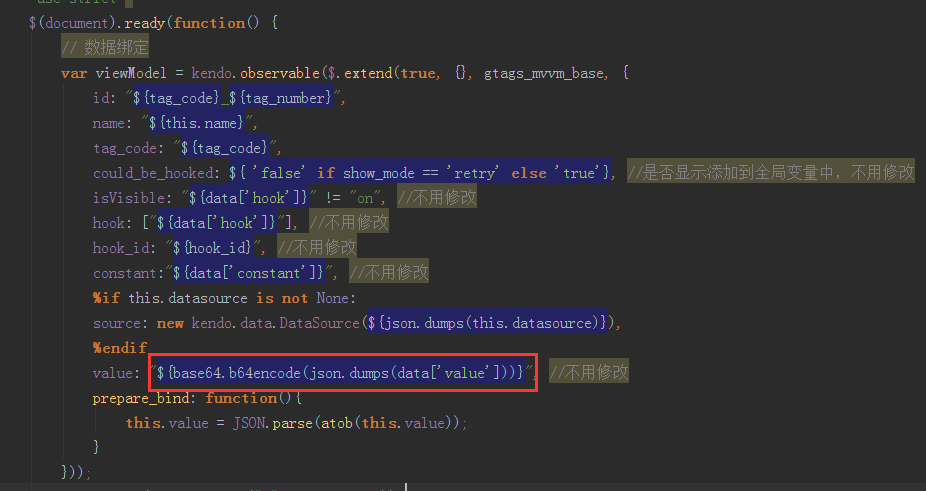 use strict
$(document).ready(function() {
// 数据绑定
var viewModel = kendo.observable($.extend(true, {}, gtags_mvvm_base, {
id: "${tag_code}_${tag_number}",
name: "${this.name}",
tag_code: "${tag_code}",
could_be_hooked: ${ 'false' if show_mode == 'retry' else 'true'}, //是否显示添加到全局变量中，不用修改
isVisible: "${data['hook']}" != "on", //不用修改
hook: ["${data['hook']}"], //不用修改
hook_id: "${hook_id}", //不用修改
constant:"${data['constant']}", //不用修改
%if this.datasource is not None:
source: new kendo.data.DataSource(${json.dumps(this.datasource)}),
%endif
value: "${base64.b64encode(json.dumps(data['value']))}", //不用修改
prepare_bind: function(){
this.value = JSON.parse(atob(this.value));
}
}));